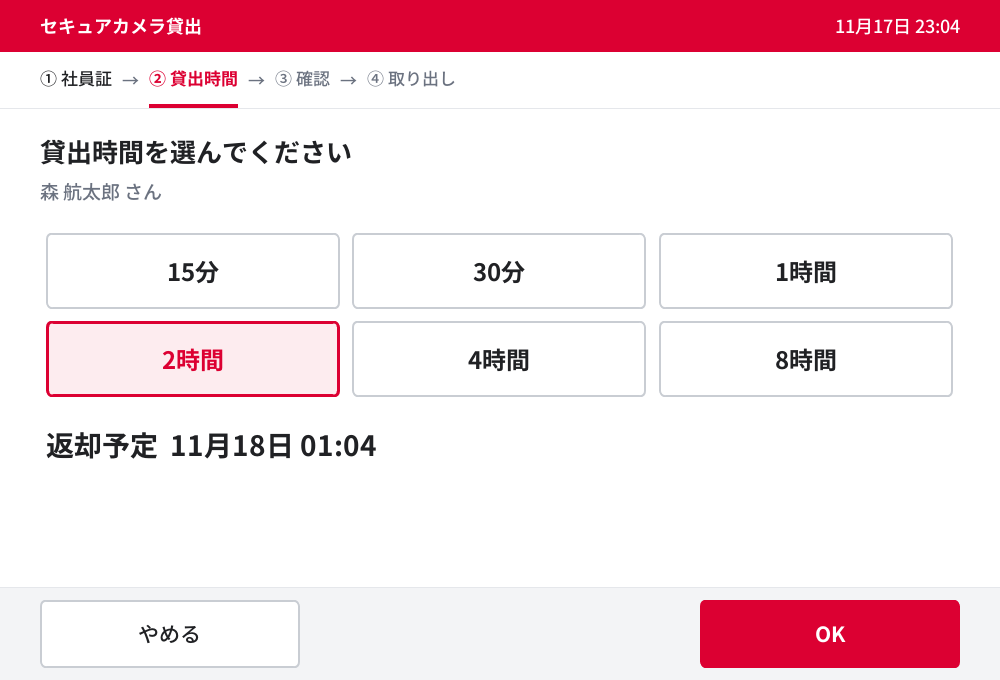 セキュアカメラ貸出 11月17日 23:04
① 社員証 → ② 貸出時間 → ③ 確認 → ④ 取り出し
貸出時間を選んでください
森 航太郎 さん
15分 30分 1時間
2時間 4時間 8時間
返却予定 11月18日 01:04
やめる OK